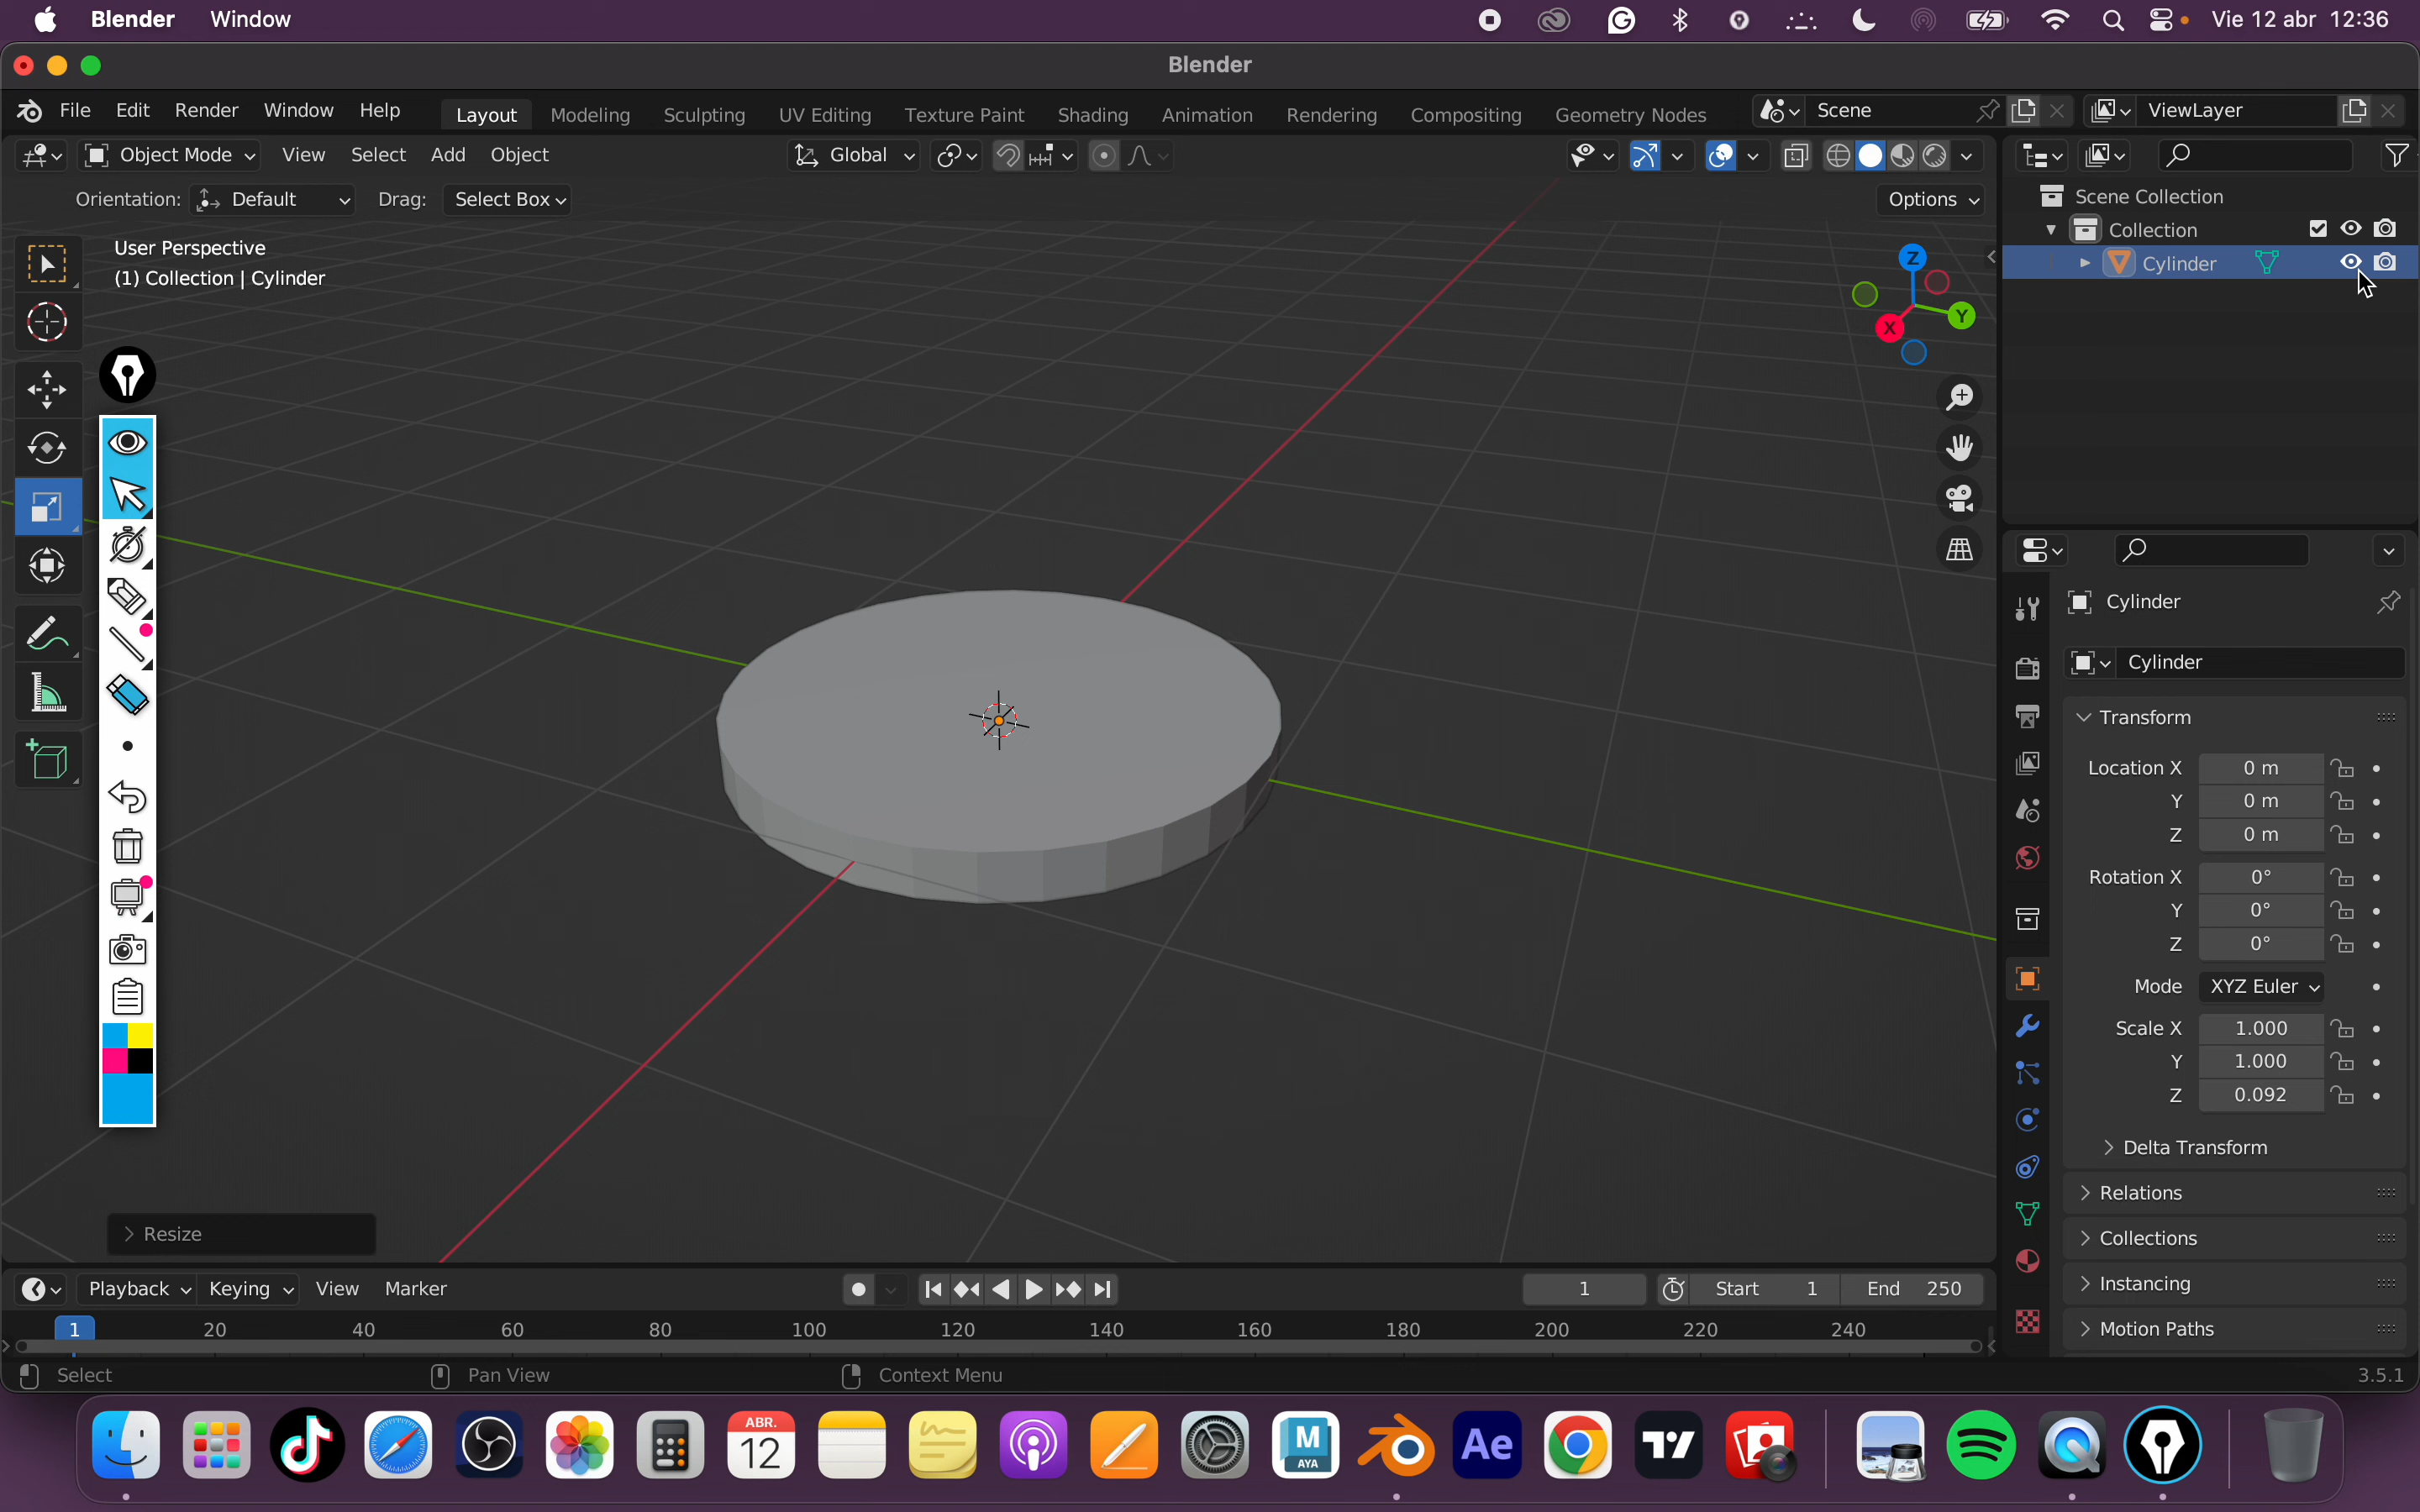 Blender Window Vie 12 abr 12:36
Blender
File Edit Render Window Help Layout Modeling Sculpting UV Editing Texture Paint Shading Animation Rendering Compositing Geometry Nodes Scene ViewLayer
Object Mode View Select Add Object Global
Orientation: Default Drag: Select Box Options
User Perspective
(1) Collection | Cylinder
Z
Y
X
Scene Collection
Collection
Cylinder
Cylinder
Cylinder
Transform
Location X 0 m
Y 0 m
Z 0 m
Rotation X 0°
Y 0°
Z 0°
Mode XYZ Euler
Scale X 1.000
Y 1.000
Z 0.092
Delta Transform
Relations
Collections
Instancing
Motion Paths
Resize
Playback Keying View Marker 1 Start 1 End 250
1 20 40 60 80 100 120 140 160 180 200 220 240
Select Pan View Context Menu 3.5.1
ABR.
12
M
AYA
Ae